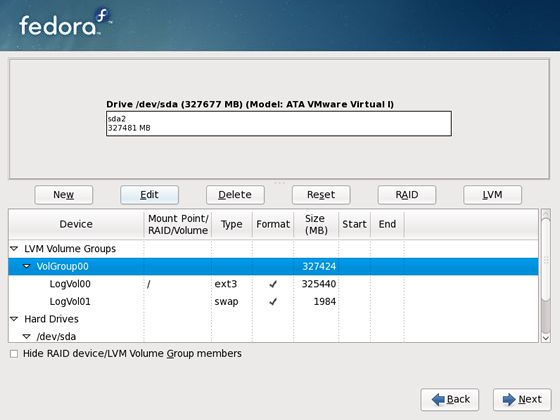 fedora
Drive /dev/sda (327677 MB) (Model: ATA VMware Virtual I)
sda2
327481 MB
New Edit Delete Reset RAID LVM
Device Mount Point/ RAID/Volume Type Format Size (MB) Start End
LVM Volume Groups
VolGroup00 327424
LogVol00 / ext3 325440
LogVol01 swap 1984
Hard Drives
/dev/sda
Hide RAID device/LVM Volume Group members
Back Next